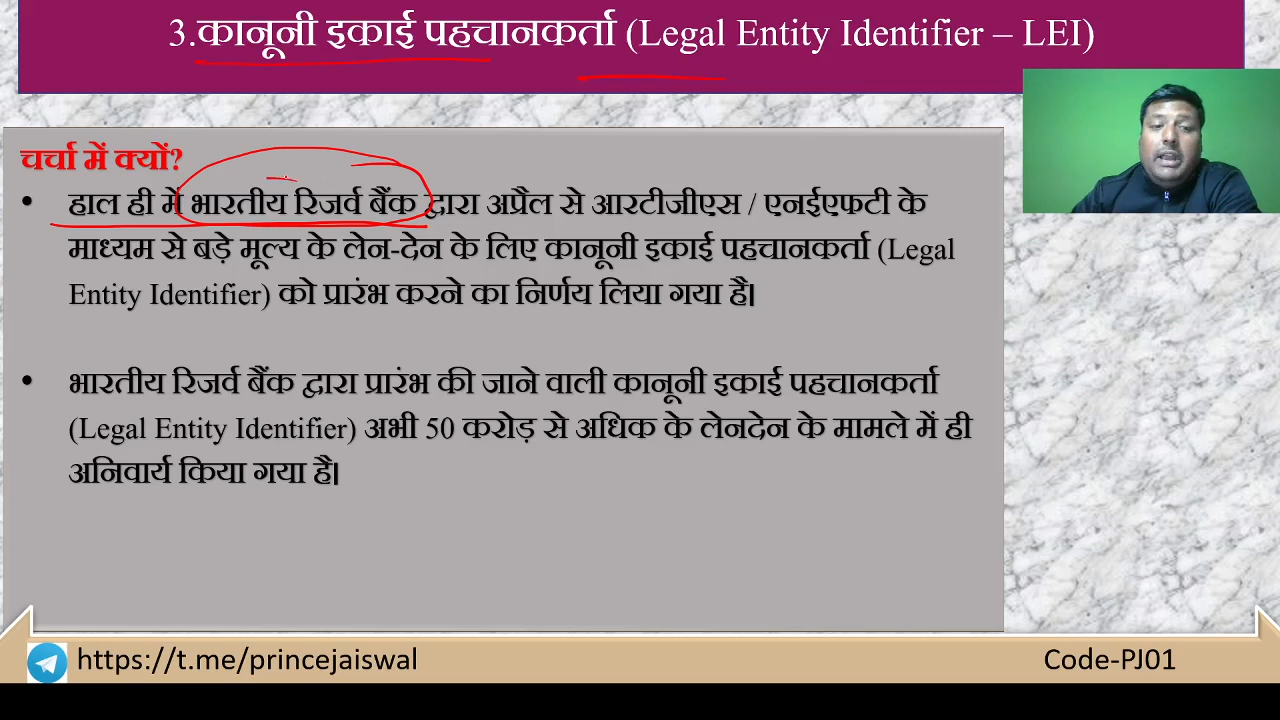 3.कानूनी इकाई पहचानकर्ता (Legal Entity Identifier – LEI)
चर्चा में क्यों?
• हाल ही में भारतीय रिजर्व बैंक द्वारा अप्रैल से आरटीजीएस / एनईएफटी के
माध्यम से बड़े मूल्य के लेन-देन के लिए कानूनी इकाई पहचानकर्ता (Legal
Entity Identifier) को प्रारंभ करने का निर्णय लिया गया है।
• भारतीय रिजर्व बैंक द्वारा प्रारंभ की जाने वाली कानूनी इकाई पहचानकर्ता
(Legal Entity Identifier) अभी 50 करोड़ से अधिक के लेनदेन के मामले में ही
अनिवार्य किया गया है।
https://t.me/princejaiswal
Code-PJ01